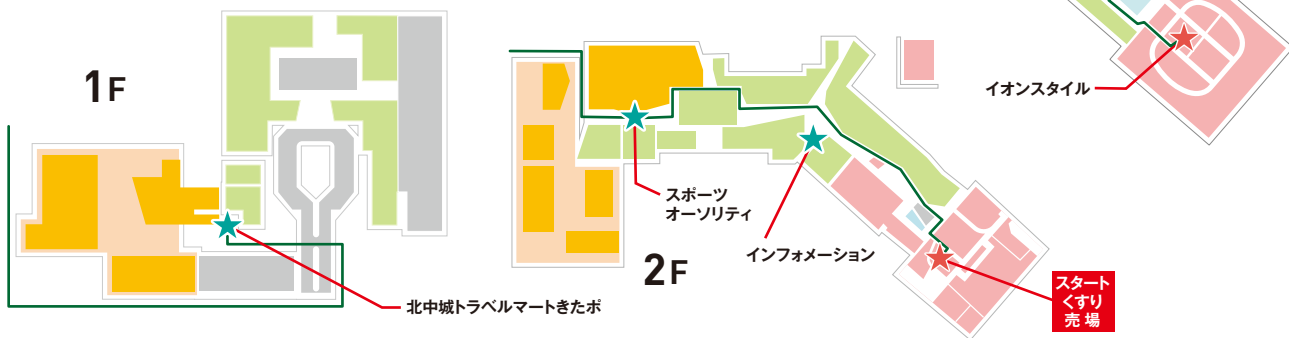 1F
イオンスタイル
スポーツ
オーソリティ
インフォメーション
2F
スタート
くすり
売場
北中城トラベルマートきたポ